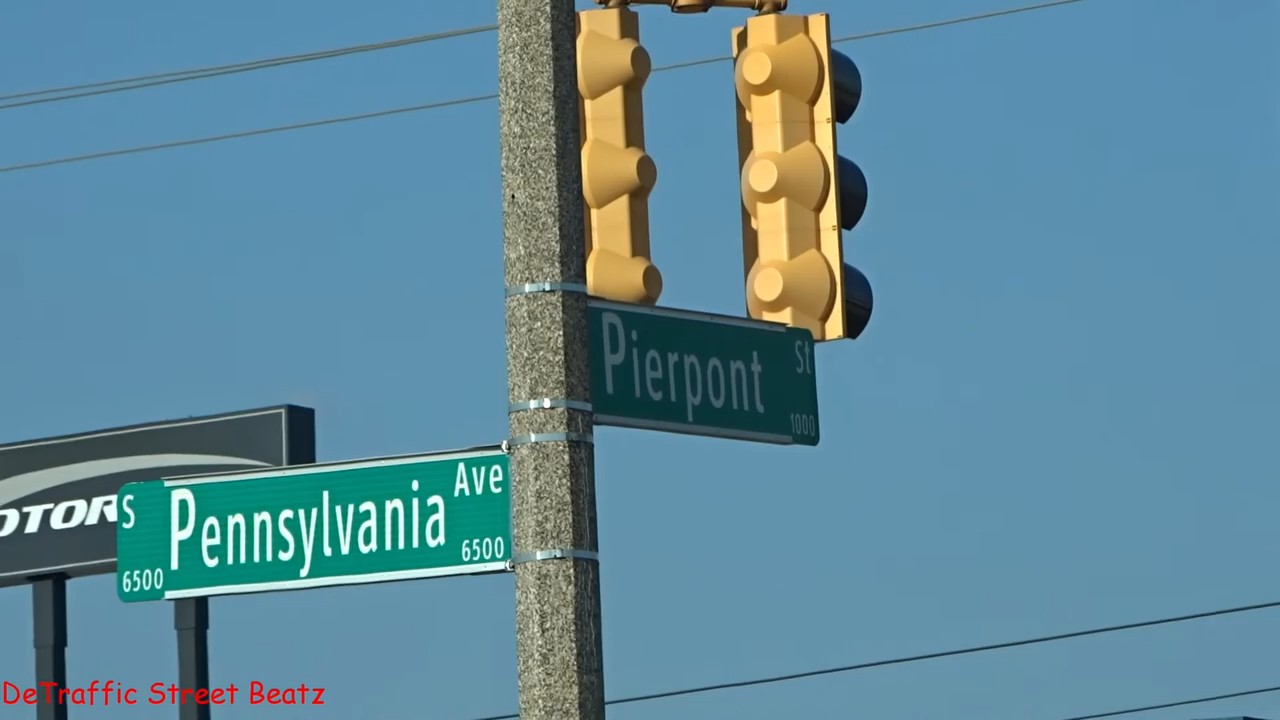 Pierpont St
1000
OTORS
S Pennsylvania Ave
6500 6500
DeTraffic Street Beatz